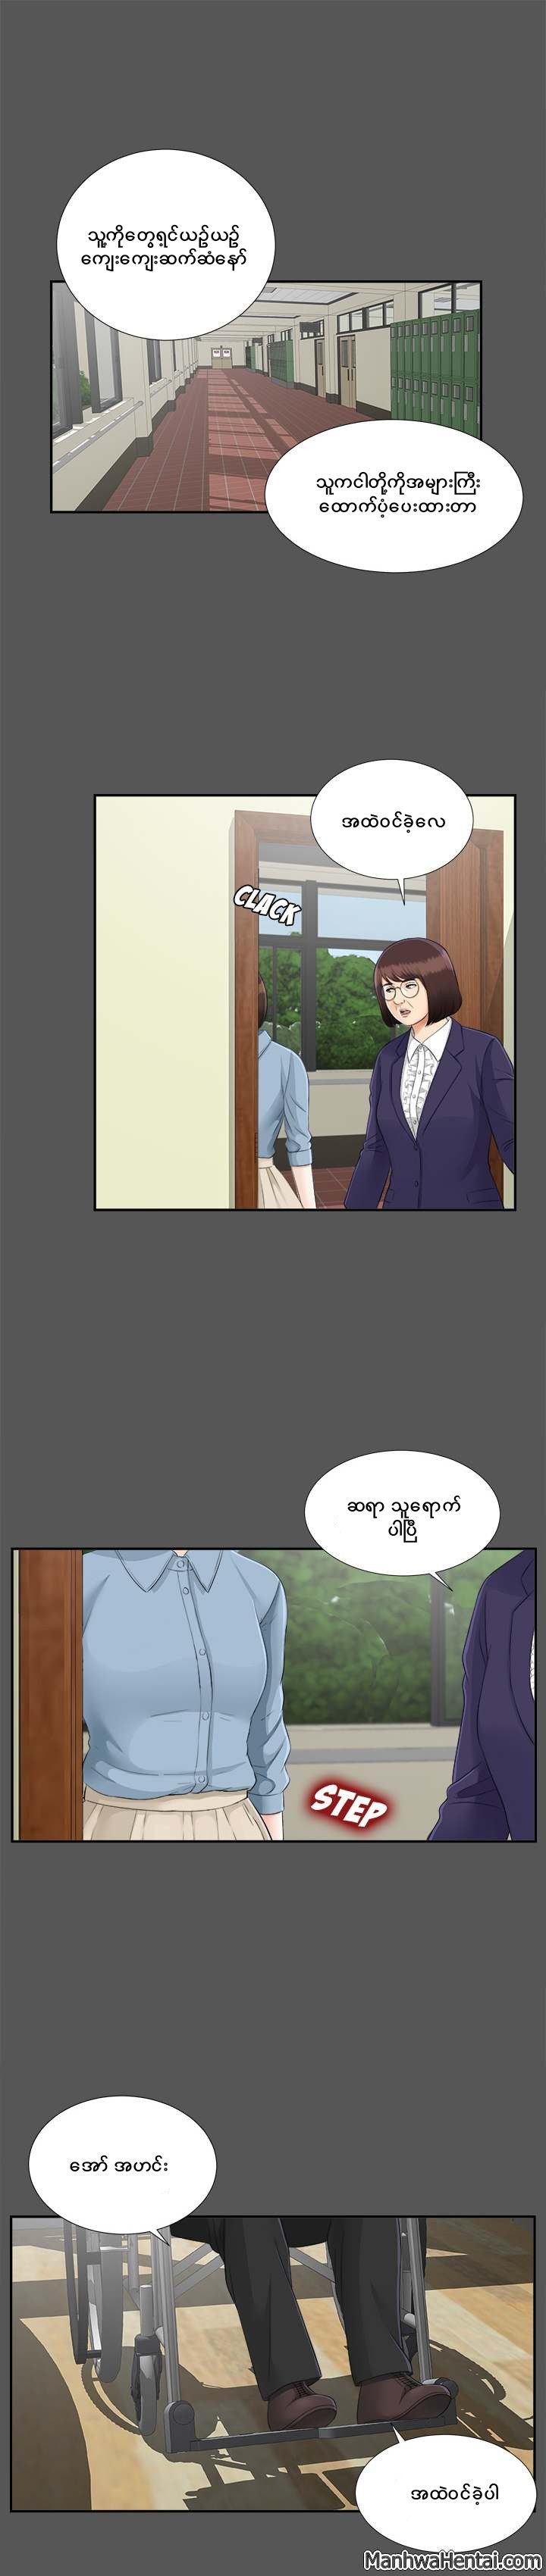 သူ့ကိုတွေ့ရင်ယဥ်ယဥ်
ကျေးကျေးဆက်ဆံနော်
သူကငါတို့ကိုအများကြီး
ထောက်ပံ့ပေးထားတာ
အထဲဝင်ခဲ့လေ
CLACK
ဆရာ သူရောက်
ပါပြီ
STEP
အော် အဟင်း
အထဲဝင်ခဲ့ပါ
ManhwaHentai.com